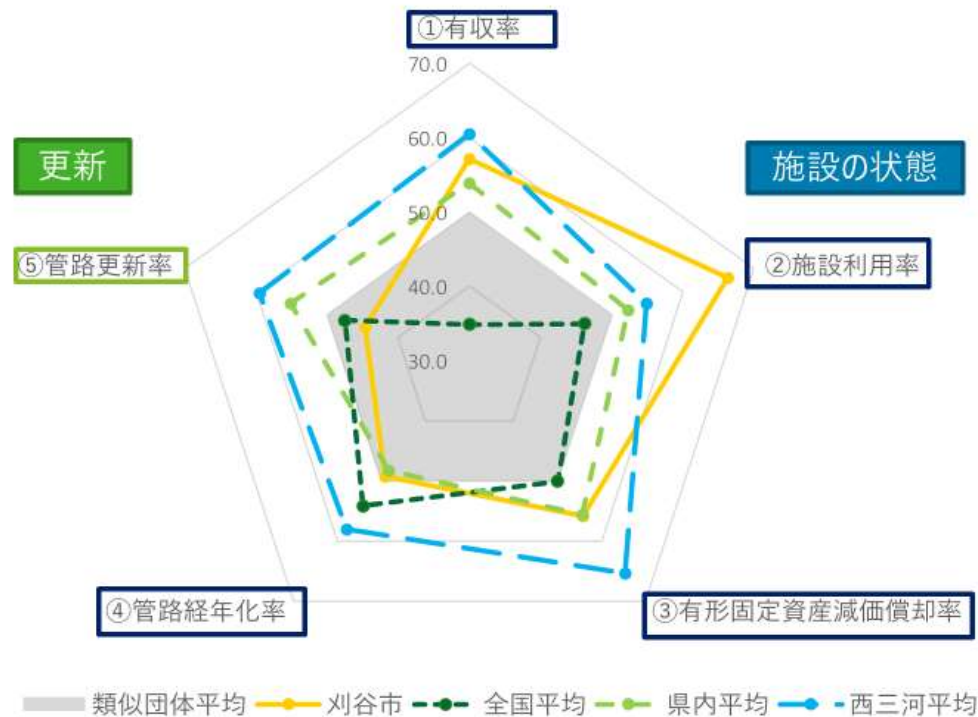 ①有収率
70.0
60.0
50.0
40.0
30.0
更新
施設の状態
⑤管路更新率
②施設利用率
④管路経年化率
③有形固定資産減価償却率
類似団体平均 刈谷市 全国平均 県内平均 西三河平均